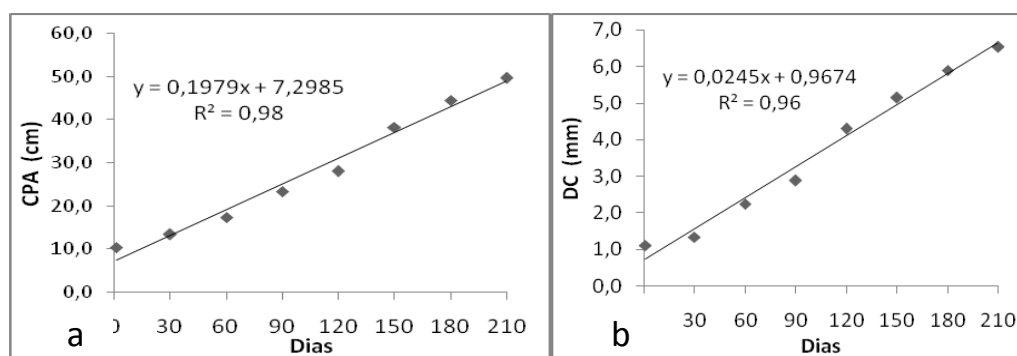 60,0
50,0
40,0
30,0
20,0
10,0
0,0
CPA (cm)
y = 0,1979x + 7,2985
R² = 0,98
0 30 60 90 120 150 180 210
Dias
a
7,0
6,0
5,0
4,0
3,0
2,0
1,0
0,0
DC (mm)
y = 0,0245x + 0,9674
R² = 0,96
30 60 90 120 150 180 210
Dias
b